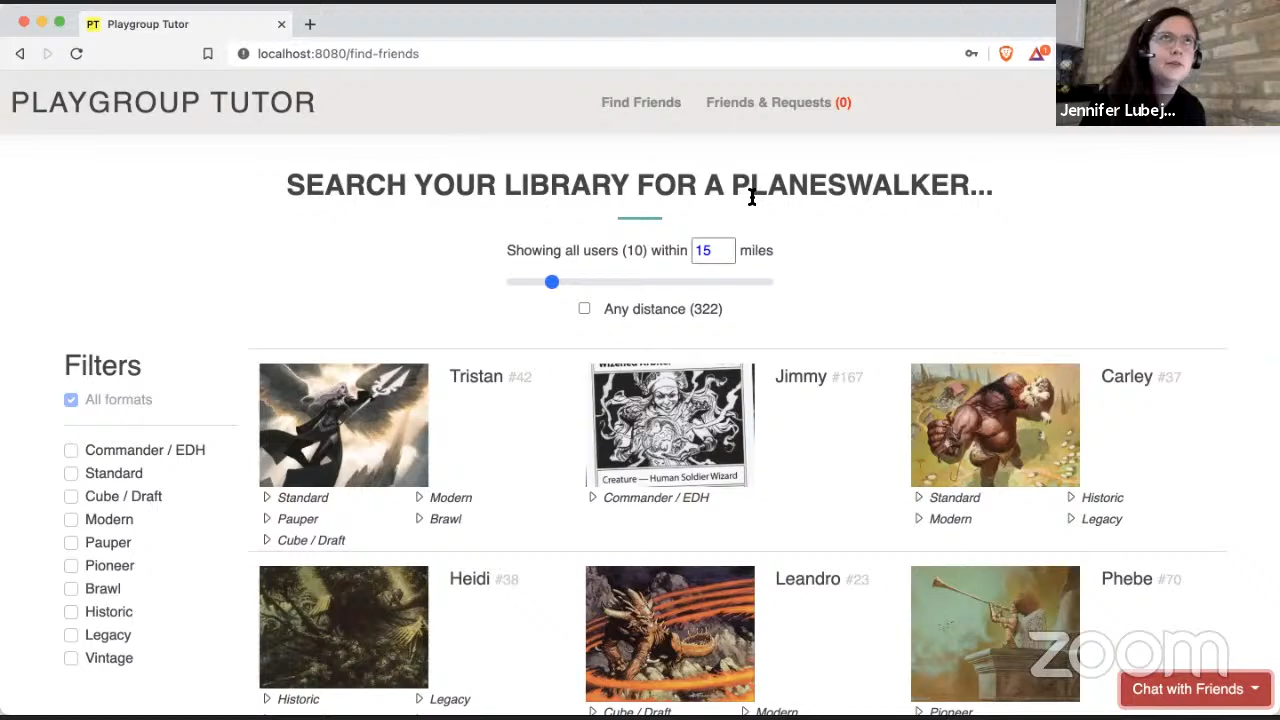 PT Playgroup Tutor
localhost:8080/find-friends
1
Jennifer Lubej...
PLAYGROUP TUTOR
Find Friends
Friends & Requests (0)
SEARCH YOUR LIBRARY FOR A PLANESWALKER...
Showing all users (10) within 15 miles
Any distance (322)
Filters
All formats
Commander / EDH
Standard
Cube / Draft
Modern
Pauper
Pioneer
Brawl
Historic
Legacy
Vintage
Tristan #42
Standard
Modern
Pauper
Brawl
Cube / Draft
Jimmy #167
Creature — Human Soldier Wizard
Commander / EDH
Carley #37
Standard
Historic
Modern
Legacy
Heidi #38
Historic
Legacy
Leandro #23
Cube / Draft
Modern
Phebe #70
Pioneer
zoom
Chat with Friends